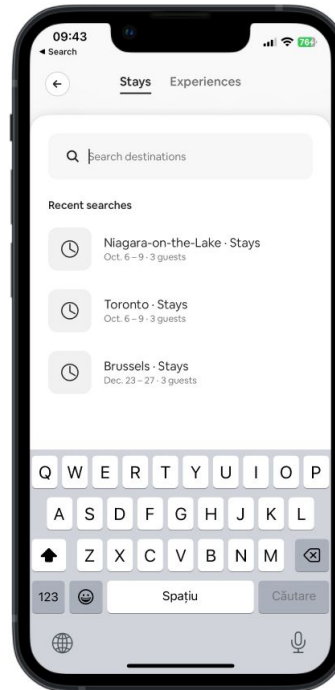 09:43
76
◀ Search
Stays Experiences
Search destinations
Recent searches
Niagara-on-the-Lake · Stays
Oct. 6 – 9 · 3 guests
Toronto · Stays
Oct. 6 – 9 · 3 guests
Brussels · Stays
Dec. 23 – 27 · 3 guests
Q W E R T Y U I O P
A S D F G H J K L
Z X C V B N M
123 Spațiu Căutare